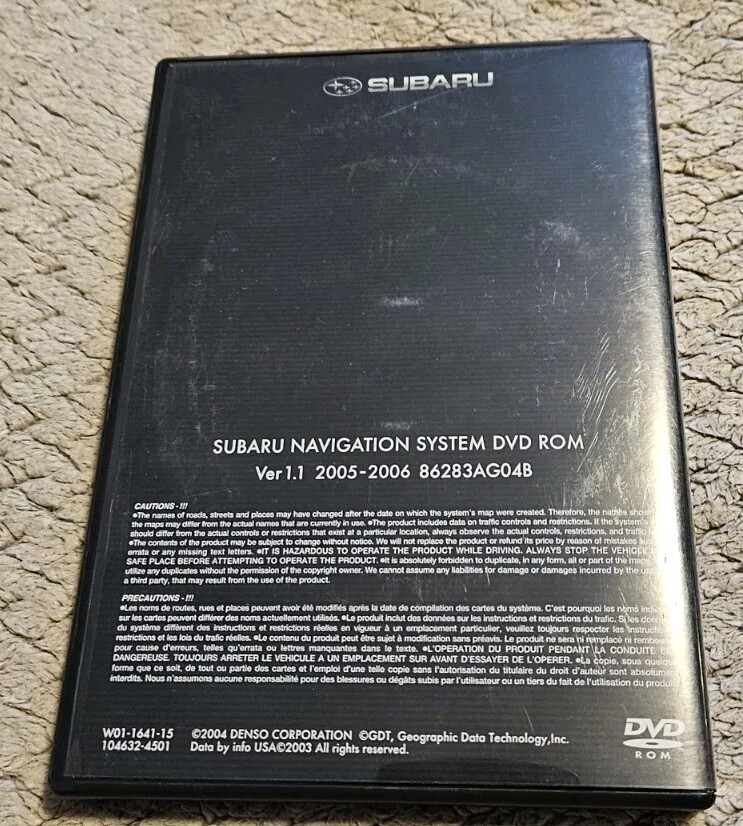 SUBARU
SUBARU NAVIGATION SYSTEM DVD ROM
Ver 1.1 2005-2006 86283AG04B
CAUTIONS - !!!
●The names of roads, streets and places may have changed after the date on which the system's map were created. Therefore, the names
the maps may differ from the actual names that are currently in use. ●The product includes data on traffic controls and restrictions. If the system's
should differ from the actual controls or restrictions that exist at a particular location, always observe the actual controls, restrictions, and traffic
●The contents of the product may be subject to change without notice. We will not replace the product or refund its price by reason of mistakes
errata or any missing text letters. ●IT IS HAZARDOUS TO OPERATE THE PRODUCT WHILE DRIVING. ALWAYS STOP THE VEHICLE
SAFE PLACE BEFORE ATTEMPTING TO OPERATE THE PRODUCT. ●It is absolutely forbidden to duplicate, in any form, all or part of the maps
utilize any duplicates without the permission of the copyright owner. We cannot assume any liabilities for damage or damages incurred by the
a third party, that may result from the use of the product.
PRECAUTIONS - !!!
●Les noms de routes, rues et places peuvent avoir été modifiés après la date de compilation des cartes du système. C'est pourquoi les noms
sur les cartes peuvent différer des noms actuellement utilisés. ●Le produit inclut des données sur les instructions et restrictions du trafic. Si les
du système diffèrent des instructions et restrictions réelles en vigueur à un emplacement particulier, veuillez toujours respecter les
restrictions et les lois du trafic réelles. ●Le contenu du produit peut être sujet à modification sans préavis. Le produit ne sera ni remplacé ni
pour cause d'erreurs, telles qu'errata ou lettres manquantes dans le texte. ●L'OPERATION DU PRODUIT PENDANT LA CONDUITE
DANGEREUSE. TOUJOURS ARRETER LE VEHICULE A UN EMPLACEMENT SUR AVANT D'ESSAYER DE L'OPERER. ●La copie, sous
forme que ce soit, de tout ou partie des cartes et l'emploi d'une telle copie sans l'autorisation du titulaire du droit d'auteur sont
interdits. Nous n'assumons aucune responsabilité pour des blessures ou dégâts subis par l'utilisateur ou un tiers du fait de l'utilisation du
W01-1641-15 ©2004 DENSO CORPORATION ©GDT, Geographic Data Technology,Inc.
104632-4501 Data by info USA©2003 All rights reserved.
DVD
ROM